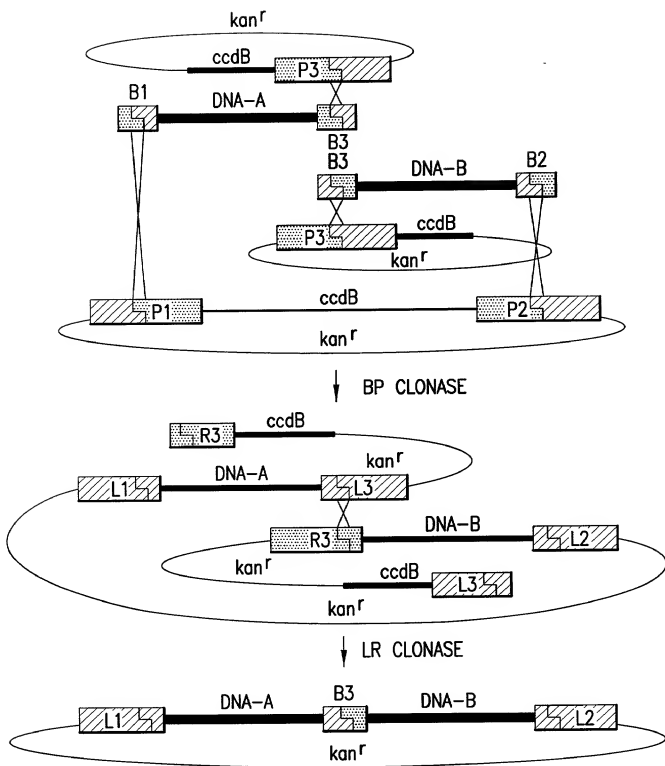 kanʳ
ccdB
P3
B1
DNA-A
B3
B3
DNA-B
B2
P3
ccdB
kanʳ
ccdB
P1
P2
kanʳ
BP CLONASE
ccdB
R3
kanʳ
DNA-A
L1
L3
DNA-B
R3
L2
kanʳ
ccdB
L3
kanʳ
LR CLONASE
B3
DNA-A
DNA-B
L1
L2
kanʳ